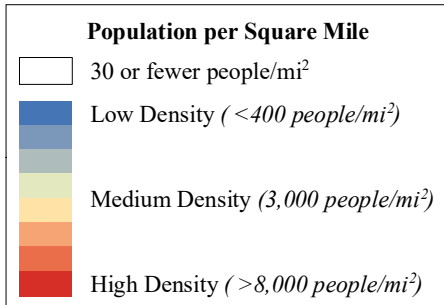 Population per Square Mile
30 or fewer people/mi²
Low Density (<400 people/mi²)
Medium Density (3,000 people/mi²)
High Density (>8,000 people/mi²)